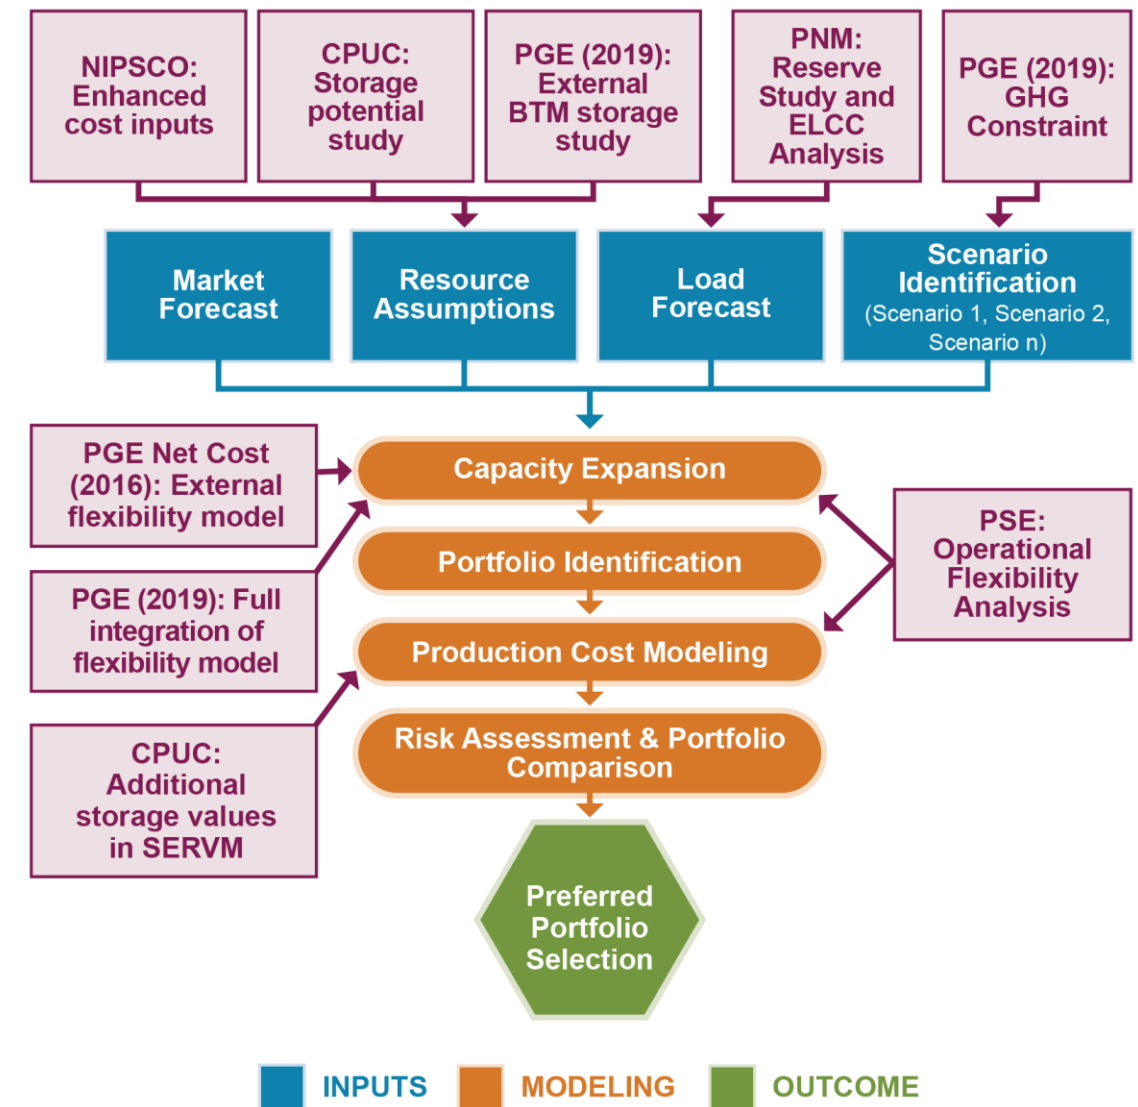 NIPSCO:
Enhanced
cost inputs
CPUC:
Storage
potential
study
PGE (2019):
External
BTM storage
study
PNM:
Reserve
Study and
ELCC
Analysis
PGE (2019):
GHG
Constraint
Market
Forecast
Resource
Assumptions
Load
Forecast
Scenario
Identification
(Scenario 1, Scenario 2,
Scenario n)
PGE Net Cost
(2016): External
flexibility model
Capacity Expansion
PSE:
Operational
Flexibility
Analysis
Portfolio Identification
PGE (2019): Full
integration of
flexibility model
Production Cost Modeling
CPUC:
Additional
storage values
in SERVM
Risk Assessment & Portfolio
Comparison
Preferred
Portfolio
Selection
INPUTS
MODELING
OUTCOME